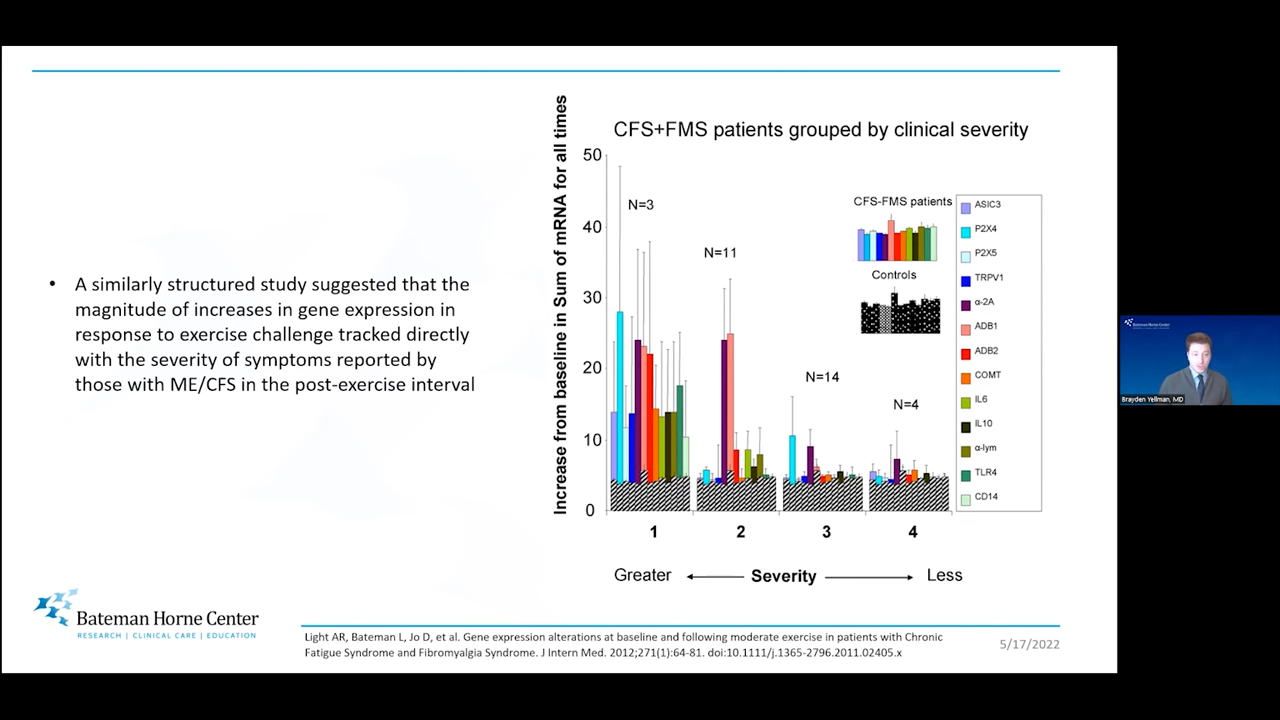 CFS+FMS patients grouped by clinical severity
Increase from baseline in Sum of mRNA for all times
50
40
30
20
10
0
N=3
N=11
N=14
N=4
CFS-FMS patients
Controls
ASIC3
P2X4
P2X5
TRPV1
α-2A
ADB1
ADB2
COMT
IL6
IL10
α-lym
TLR4
CD14
1 2 3 4
Greater Severity Less
• A similarly structured study suggested that the
magnitude of increases in gene expression in
response to exercise challenge tracked directly
with the severity of symptoms reported by
those with ME/CFS in the post-exercise interval
Bateman Horne Center
RESEARCH | CLINICAL CARE | EDUCATION
Light AR, Bateman L, Jo D, et al. Gene expression alterations at baseline and following moderate exercise in patients with Chronic
Fatigue Syndrome and Fibromyalgia Syndrome. J Intern Med. 2012;271(1):64-81. doi:10.1111/j.1365-2796.2011.02405.x
5/17/2022
Bateman Horne Center
Brayden Yellman, MD